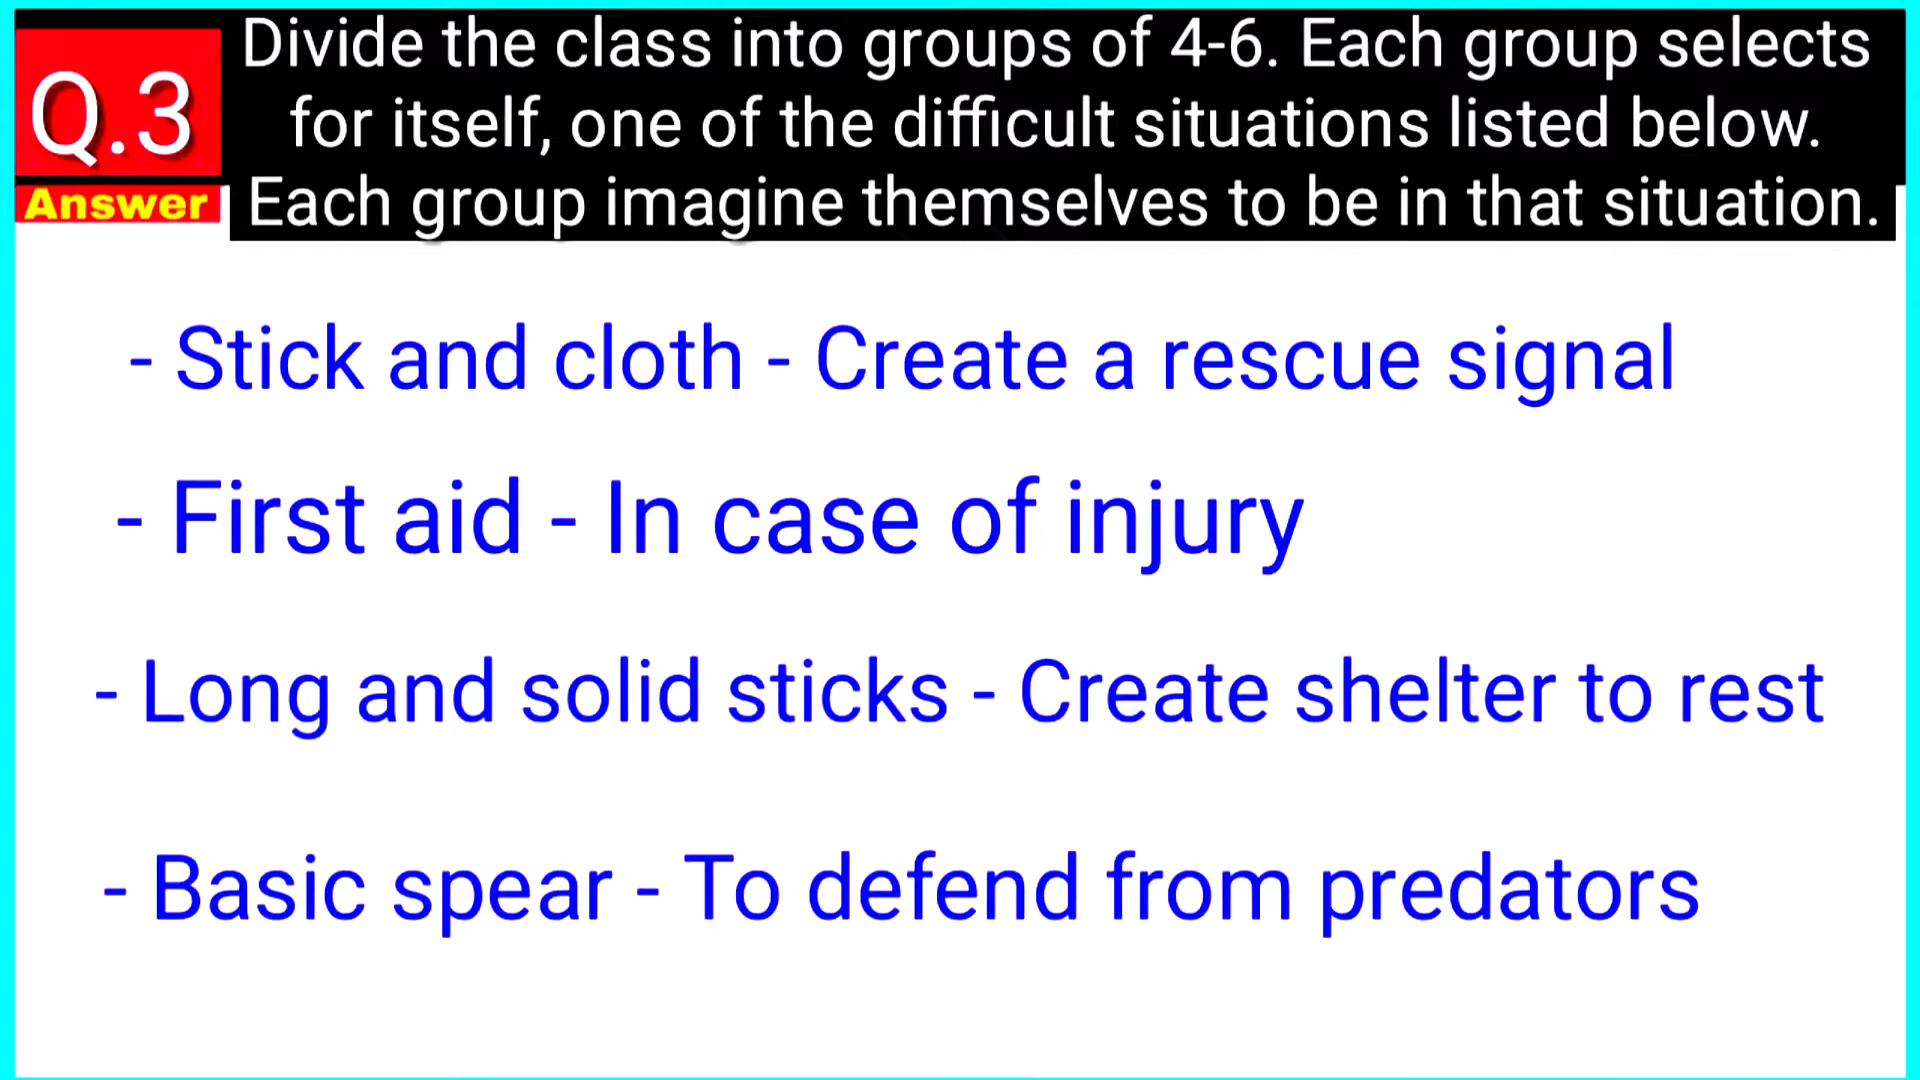 Q.3
Answer
Divide the class into groups of 4-6. Each group selects
for itself, one of the difficult situations listed below.
Each group imagine themselves to be in that situation.
- Stick and cloth - Create a rescue signal
- First aid - In case of injury
- Long and solid sticks - Create shelter to rest
- Basic spear - To defend from predators